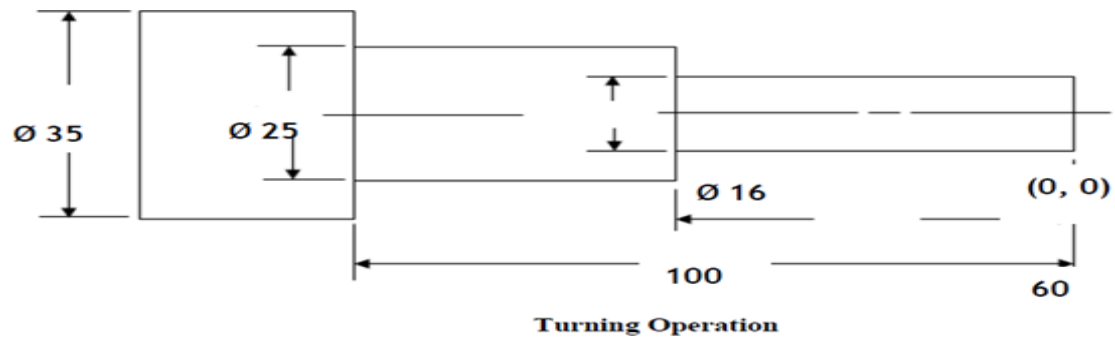 Ø 35
Ø 25
Ø 16
(0, 0)
100
60
Turning Operation